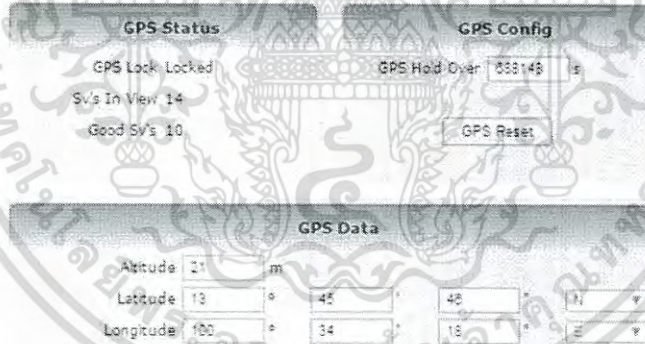 GPS Status
GPS Lock Locked
SV's In View 14
Good SV's 10
GPS Config
GPS Hold Over s
GPS Reset
GPS Data
Altitude 21 m
Latitude 13 ° 45 ' 46 " N
Longitude 100 ° 34 ' 18 " E